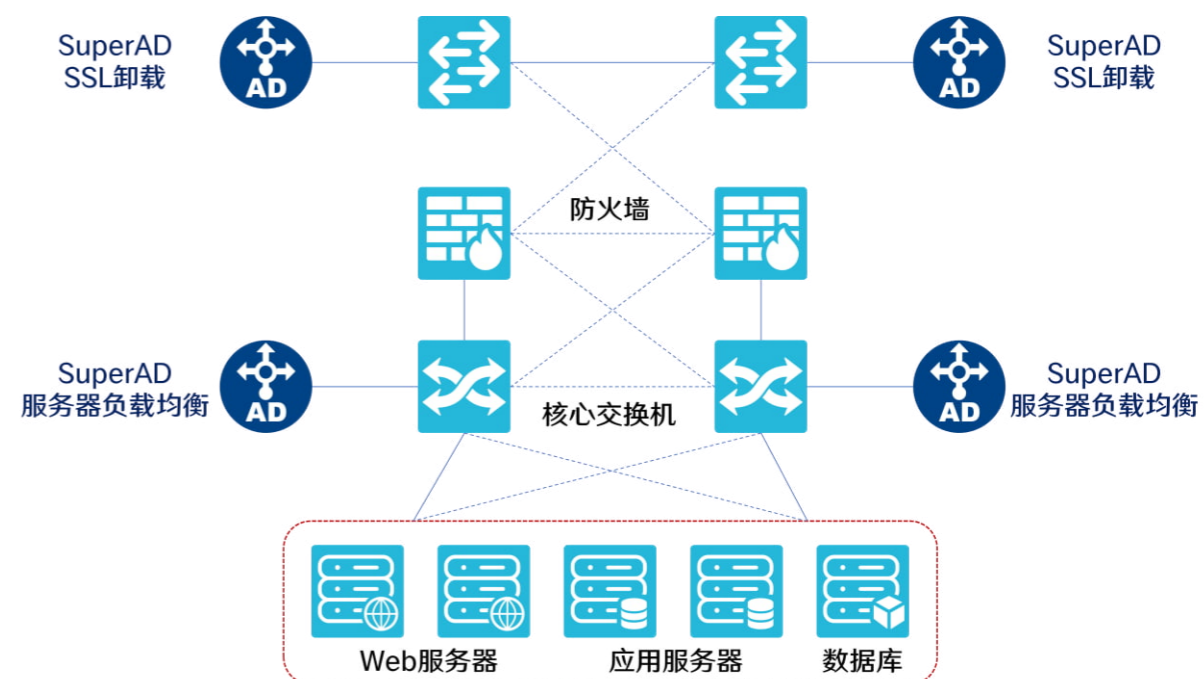 SuperAD
SSL卸载
AD
AD
SuperAD
SSL卸载
防火墙
SuperAD
服务器负载均衡
AD
核心交换机
AD
SuperAD
服务器负载均衡
Web服务器
应用服务器
数据库